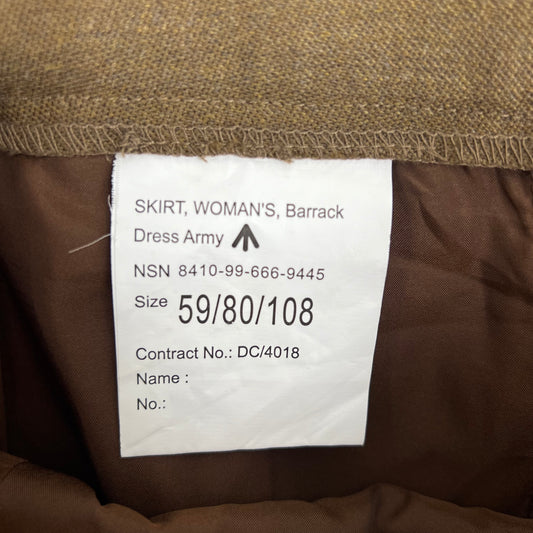 SKIRT, WOMAN'S, Barrack
Dress Army
NSN 8410-99-666-9445
Size 59/80/108
Contract No.: DC/4018
Name :
No.: